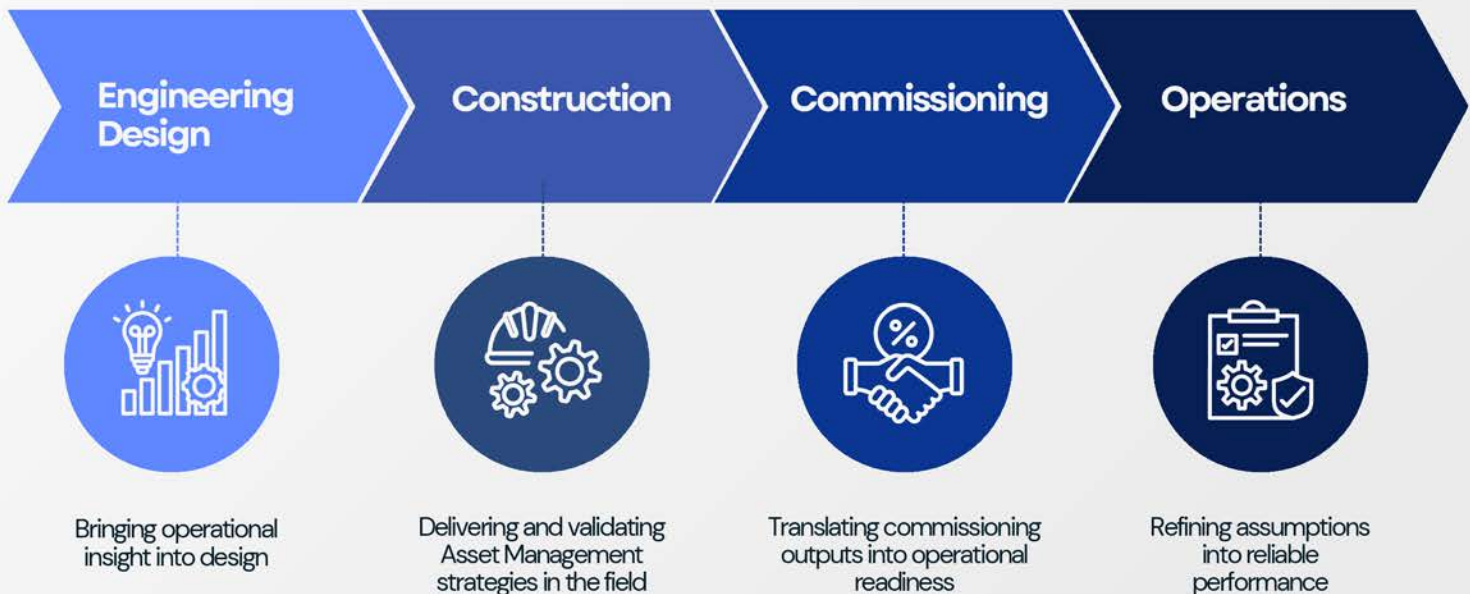 Engineering
Design
Construction
Commissioning
Operations
%
Bringing operational
insight into design
Delivering and validating
Asset Management
strategies in the field
Translating commissioning
outputs into operational
readiness
Refining assumptions
into reliable
performance